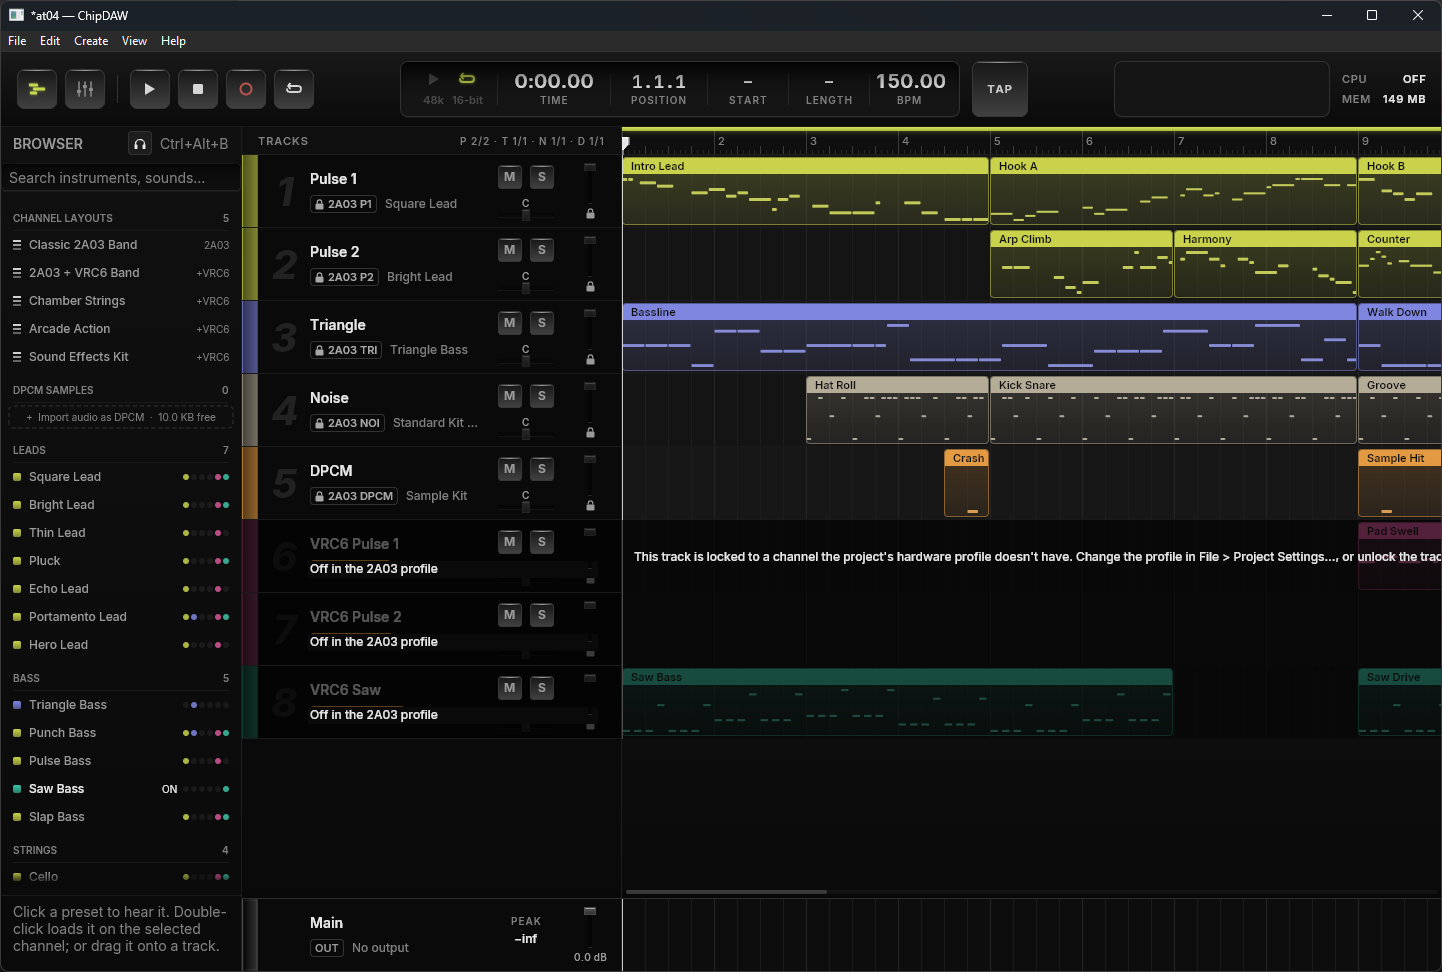 *at04 — ChipDAW
File Edit Create View Help
48k 16-bit
0:00.00 TIME
1.1.1 POSITION
– START
– LENGTH
150.00 BPM
TAP
CPU OFF
MEM 149 MB
BROWSER Ctrl+Alt+B
Search instruments, sounds...
CHANNEL LAYOUTS 5
Classic 2A03 Band 2A03
2A03 + VRC6 Band +VRC6
Chamber Strings +VRC6
Arcade Action +VRC6
Sound Effects Kit +VRC6
DPCM SAMPLES 0
+ Import audio as DPCM · 10.0 KB free
LEADS 7
Square Lead
Bright Lead
Thin Lead
Pluck
Echo Lead
Portamento Lead
Hero Lead
BASS 5
Triangle Bass
Punch Bass
Pulse Bass
Saw Bass ON
Slap Bass
STRINGS 4
Cello
Click a preset to hear it. Double-
click loads it on the selected
channel; or drag it onto a track.
TRACKS P 2/2 · T 1/1 · N 1/1 · D 1/1
1 Pulse 1 M S
2A03 P1 Square Lead C
2 Pulse 2 M S
2A03 P2 Bright Lead C
3 Triangle M S
2A03 TRI Triangle Bass C
4 Noise M S
2A03 NOI Standard Kit ... C
5 DPCM M S
2A03 DPCM Sample Kit C
6 VRC6 Pulse 1 M S
Off in the 2A03 profile
7 VRC6 Pulse 2 M S
Off in the 2A03 profile
8 VRC6 Saw M S
Off in the 2A03 profile
Main PEAK
OUT No output –inf
0.0 dB
2 3 4 5 6 7 8 9
Intro Lead Hook A Hook B
Arp Climb Harmony Counter
Bassline Walk Down
Hat Roll Kick Snare Groove
Crash Sample Hit
Pad Swell
This track is locked to a channel the project's hardware profile doesn't have. Change the profile in File > Project Settings..., or unlock the trac
Saw Bass Saw Drive